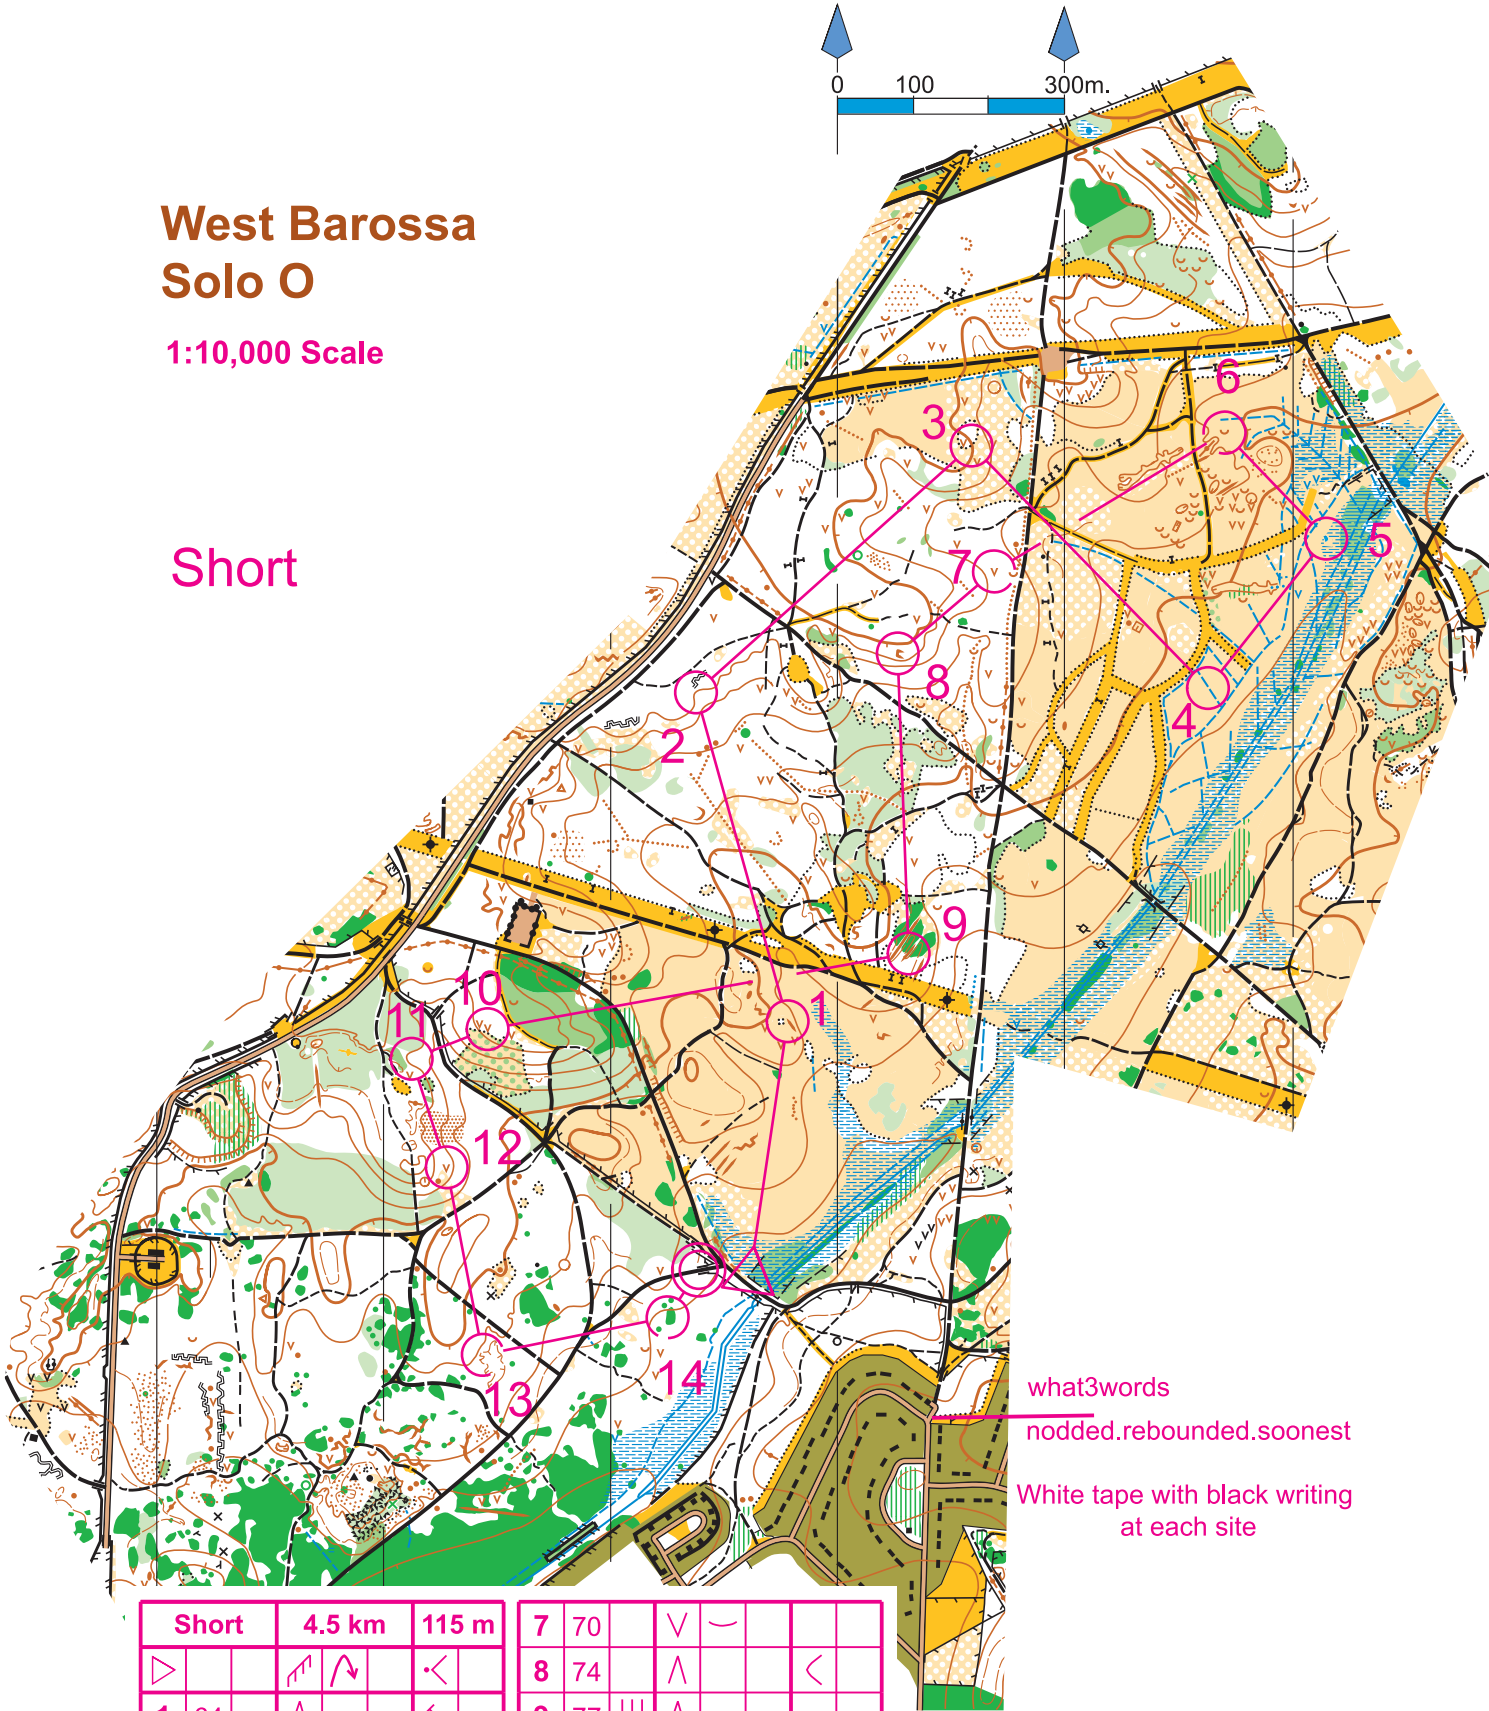 0 100 300m.
West Barossa
Solo O
1:10,000 Scale
Short
6
3
5
7
8
4
2
9
10
1
11
12
14
13
what3words
nodded.rebounded.soonest
White tape with black writing
at each site
Short 4.5 km 115 m
7 70
8 74